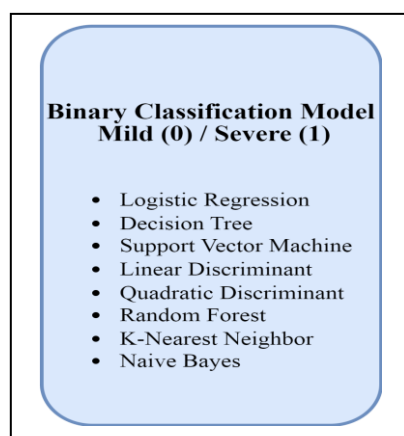 Binary Classification Model
Mild (0) / Severe (1)
• Logistic Regression
• Decision Tree
• Support Vector Machine
• Linear Discriminant
• Quadratic Discriminant
• Random Forest
• K-Nearest Neighbor
• Naive Bayes